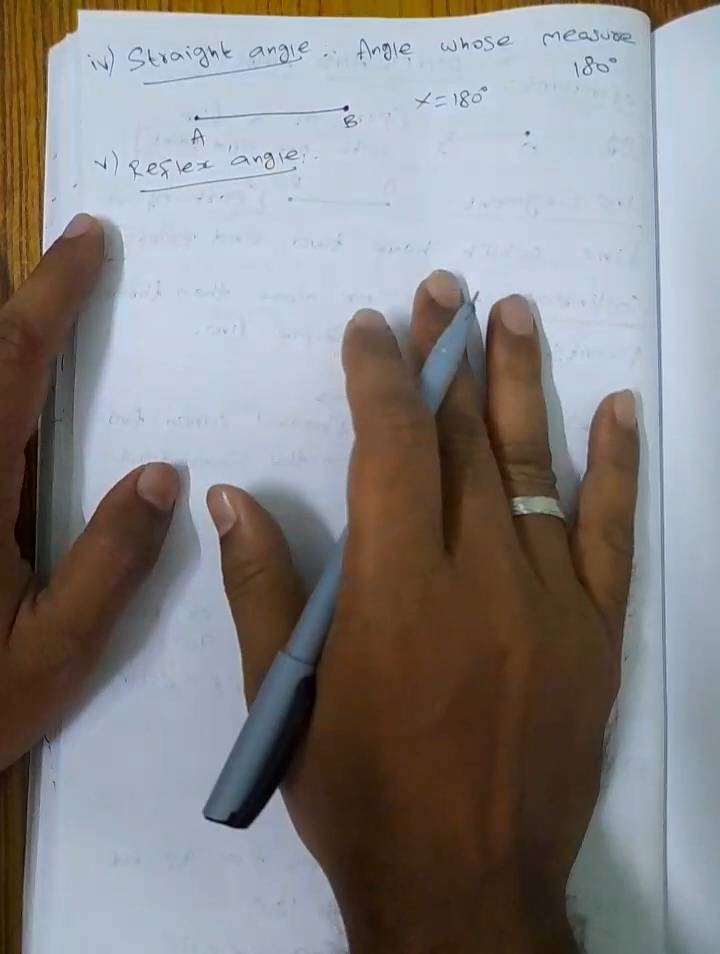 iv) Straight angle :. Angle whose measure
180°
x = 180°
A B
v) Reflex angle :.